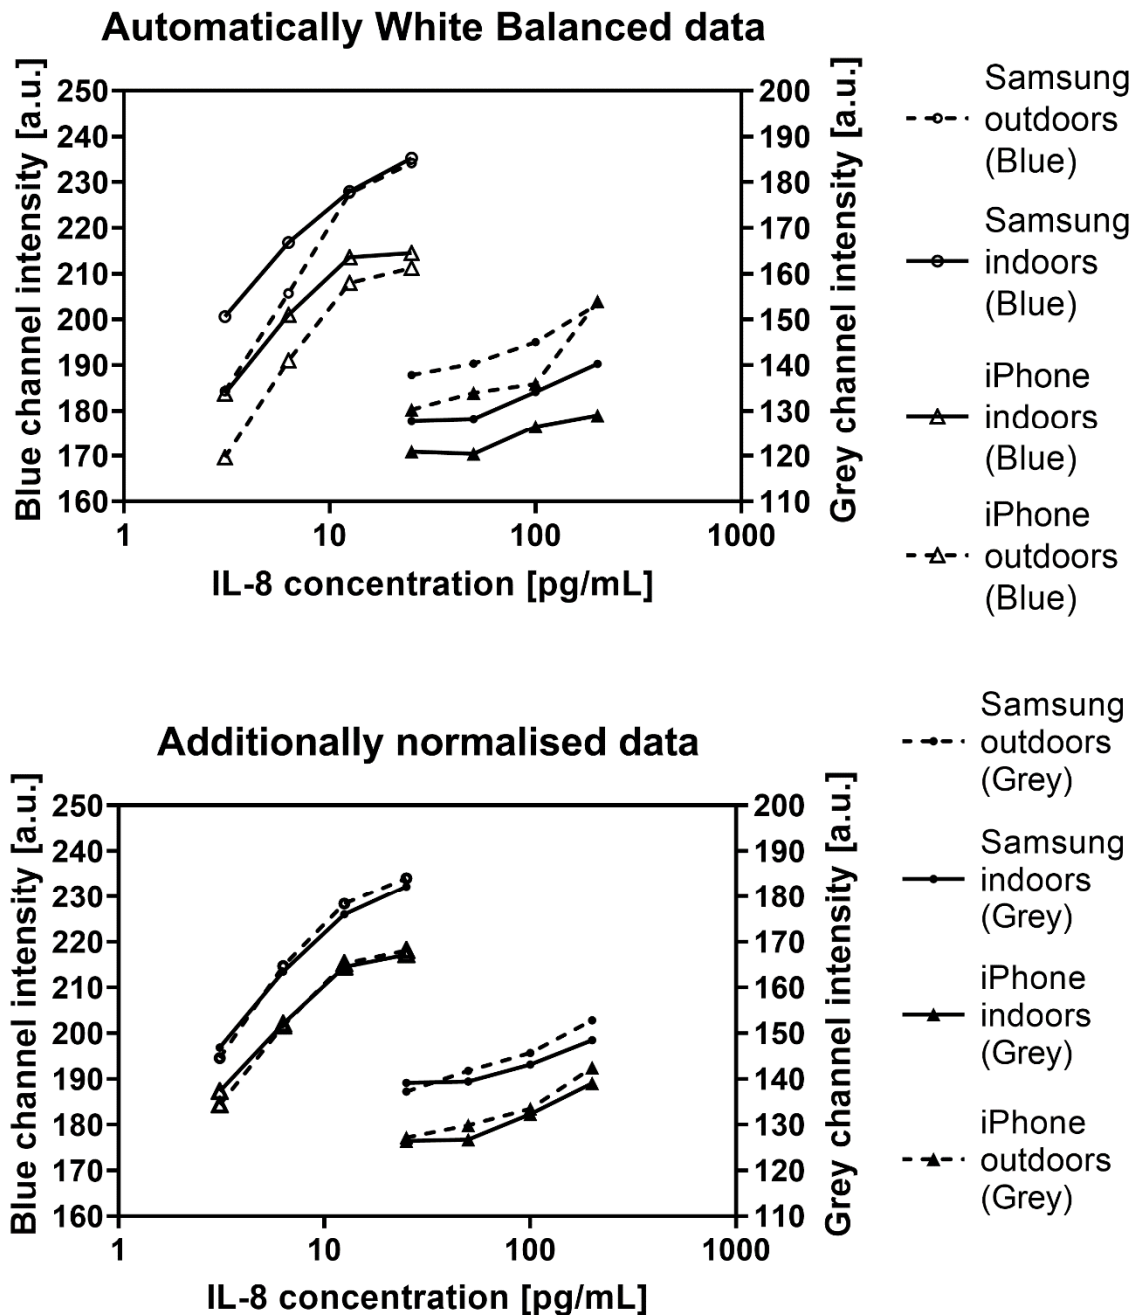 Automatically White Balanced data
Blue channel intensity [a.u.]
250
240
230
220
210
200
190
180
170
160
Grey channel intensity [a.u.]
200
190
180
170
160
150
140
130
120
110
1 10 100 1000
IL-8 concentration [pg/mL]
Samsung
outdoors
(Blue)
Samsung
indoors
(Blue)
iPhone
indoors
(Blue)
iPhone
outdoors
(Blue)
Additionally normalised data
Blue channel intensity [a.u.]
250
240
230
220
210
200
190
180
170
160
Grey channel intensity [a.u.]
200
190
180
170
160
150
140
130
120
110
1 10 100 1000
IL-8 concentration [pg/mL]
Samsung
outdoors
(Grey)
Samsung
indoors
(Grey)
iPhone
indoors
(Grey)
iPhone
outdoors
(Grey)